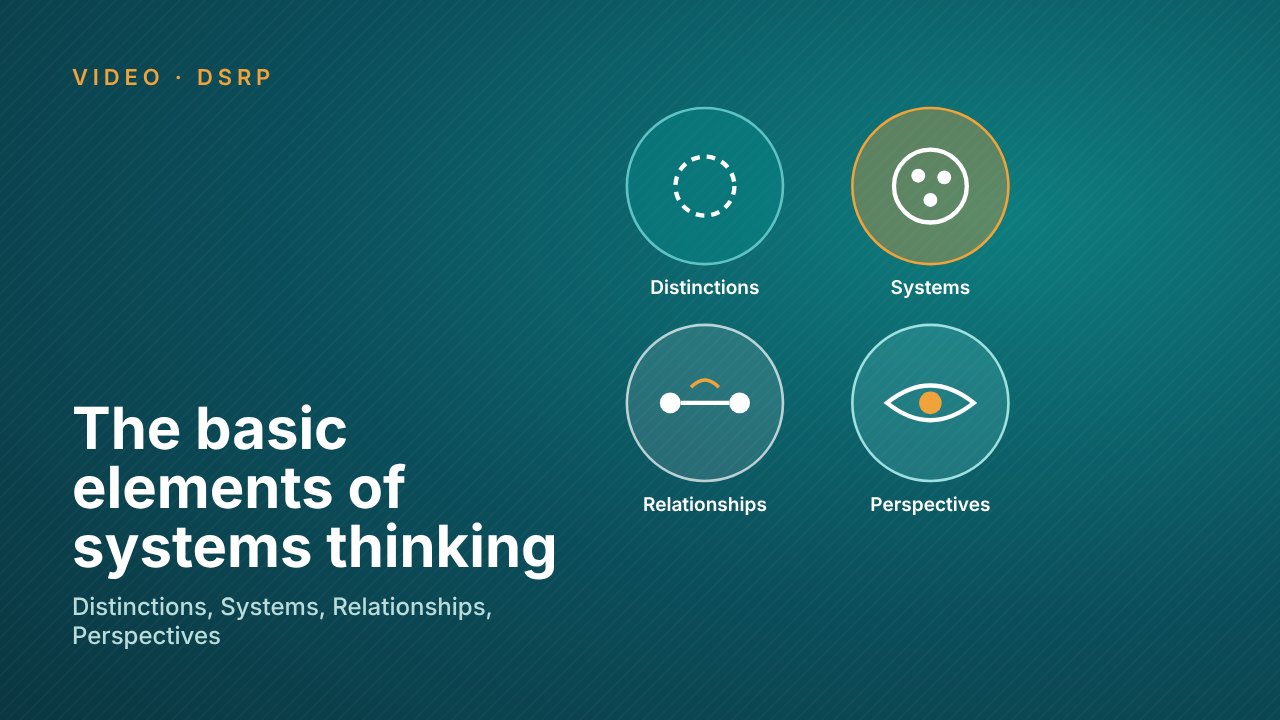 VIDEO · DSRP
Distinctions
Systems
Relationships
Perspectives
The basic
elements of
systems thinking
Distinctions, Systems, Relationships,
Perspectives